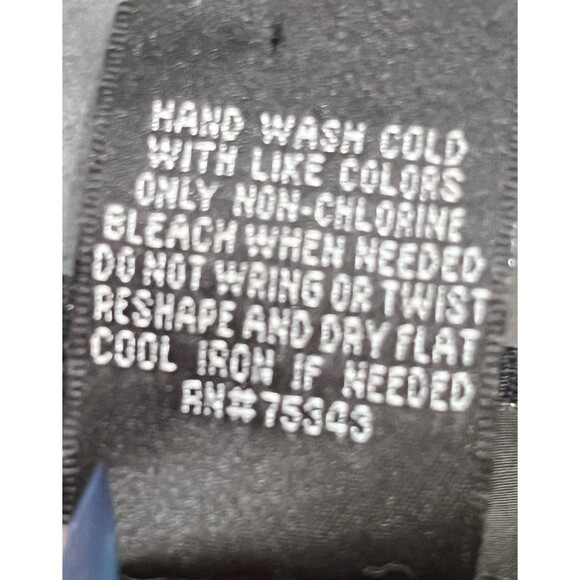 HAND WASH COLD
WITH LIKE COLORS
ONLY NON-CHLORINE
BLEACH WHEN NEEDED
DO NOT WRING OR TWIST
RESHAPE AND DRY FLAT
COOL IRON IF NEEDED
RN#75343